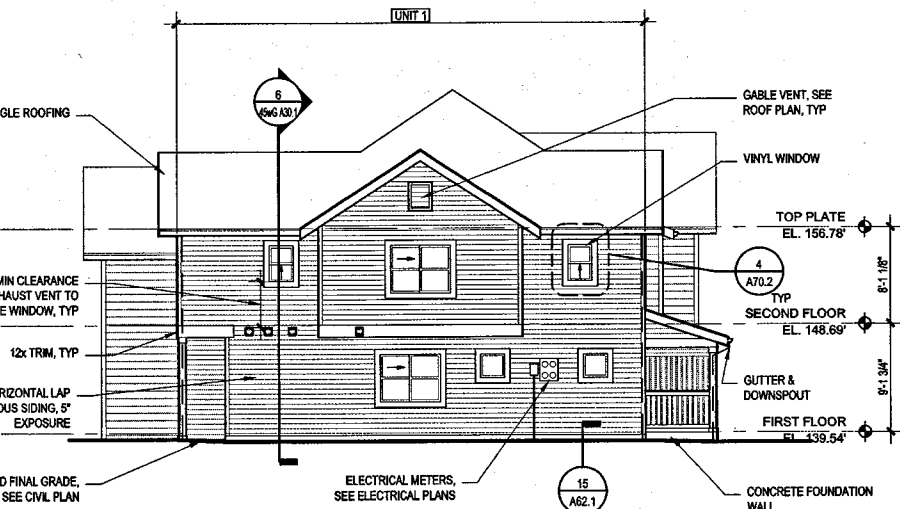 UNIT 1
6
A30.1
GLE ROOFING
GABLE VENT, SEE
ROOF PLAN, TYP
VINYL WINDOW
TOP PLATE
EL. 156.78'
4
A70.2
TYP
SECOND FLOOR
EL. 148.69'
8'-1 1/8"
9'-1 3/4"
MIN CLEARANCE
HAUST VENT TO
E WINDOW, TYP
12x TRIM, TYP
RIZONTAL LAP
OUS SIDING, 5"
EXPOSURE
GUTTER &
DOWNSPOUT
FIRST FLOOR
EL. 139.54'
D FINAL GRADE,
SEE CIVIL PLAN
ELECTRICAL METERS,
SEE ELECTRICAL PLANS
15
A62.1
CONCRETE FOUNDATION
WALL